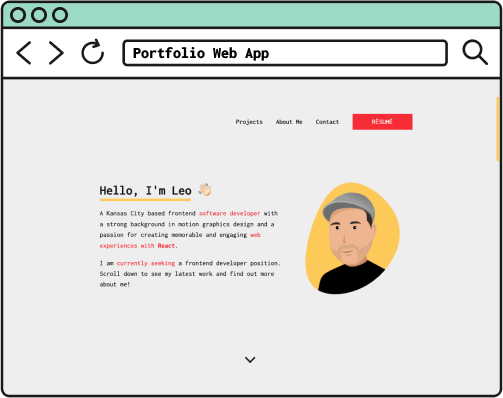 Portfolio Web App
Projects About Me Contact RÉSUMÉ
Hello, I'm Leo
A Kansas City based frontend software developer with
a strong background in motion graphics design and a
passion for creating memorable and engaging web
experiences with React.
I am currently seeking a frontend developer position.
Scroll down to see my latest work and find out more
about me!